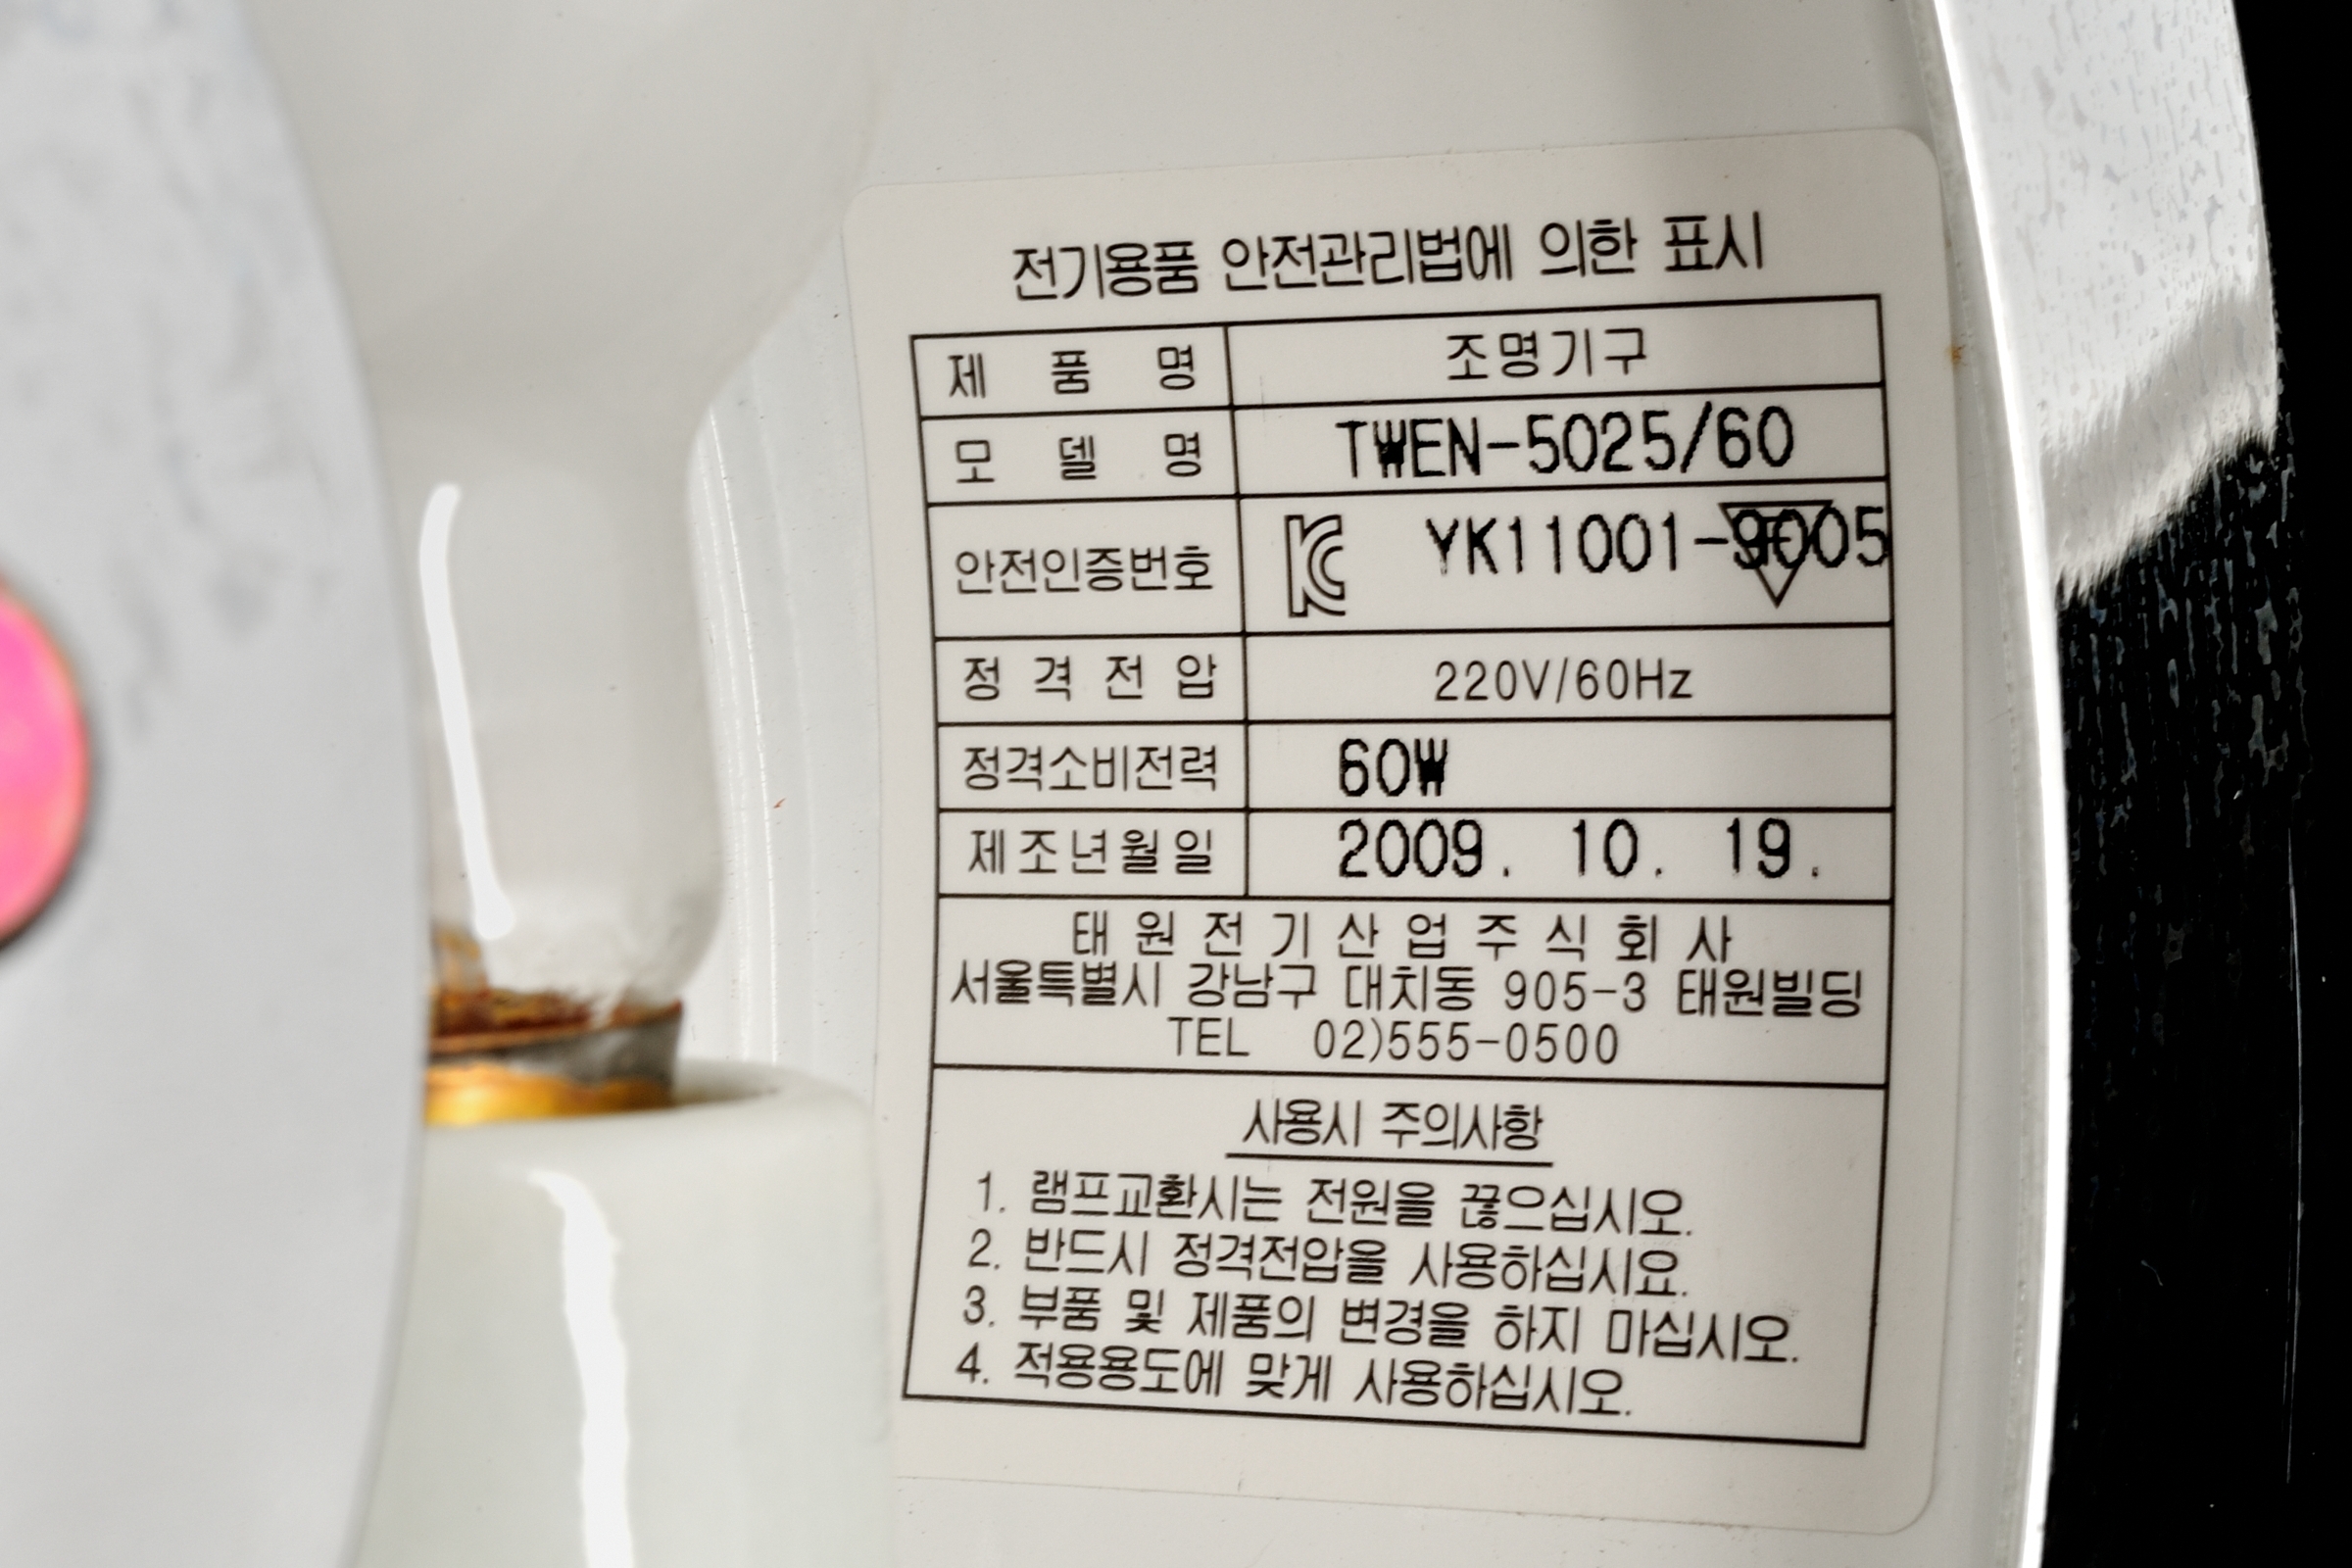 전기용품 안전관리법에 의한 표시
제 품 명 조명기구
모 델 명 TWEN-5025/60
안전인증번호 YK11001-9005
정 격 전 압 220V/60Hz
정격소비전력 60W
제조년월일 2009. 10. 19.
태 원 전 기 산 업 주 식 회 사
서울특별시 강남구 대치동 905-3 태원빌딩
TEL 02)555-0500
사용시 주의사항
1. 램프교환시는 전원을 끊으십시오.
2. 반드시 정격전압을 사용하십시요.
3. 부품 및 제품의 변경을 하지 마십시오.
4. 적용용도에 맞게 사용하십시오.